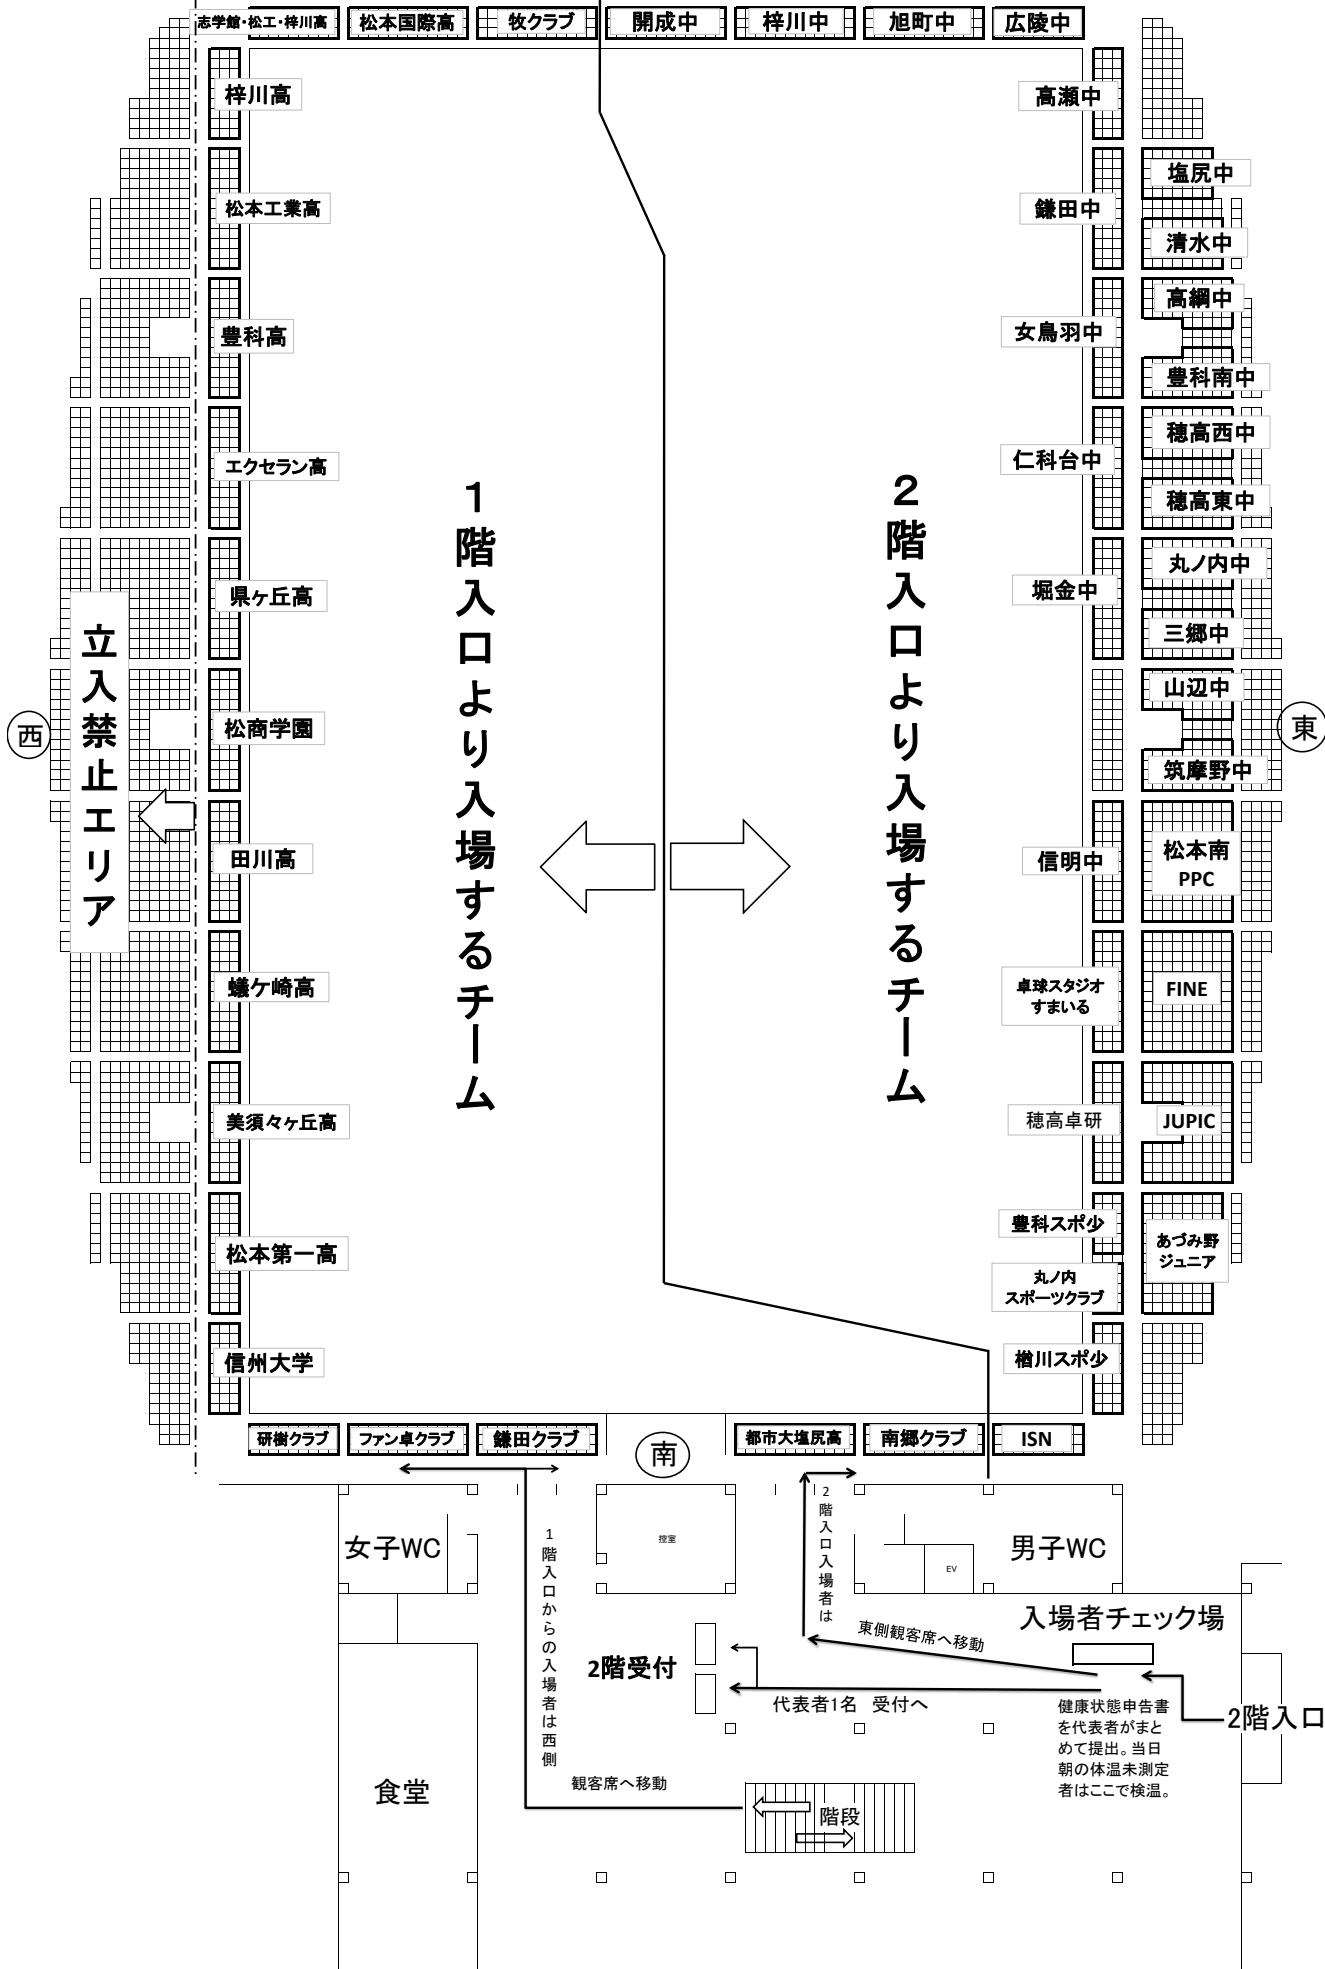 志学館・松工・梓川高
松本国際高
牧クラブ
開成中
梓川中
旭町中
広陵中
梓川高
松本工業高
豊科高
エクセラン高
県ヶ丘高
松商学園
田川高
蟻ケ崎高
美須々ヶ丘高
松本第一高
信州大学
西
立入禁止エリア
1階入口より入場するチーム
2階入口より入場するチーム
高瀬中
鎌田中
女鳥羽中
仁科台中
堀金中
信明中
卓球スタジオ
すまいる
穂高卓研
豊科スポ少
丸ノ内
スポーツクラブ
楢川スポ少
塩尻中
清水中
高綱中
豊科南中
穂高西中
穂高東中
丸ノ内中
三郷中
山辺中
筑摩野中
松本南
PPC
FINE
JUPIC
あづみ野
ジュニア
東
研樹クラブ
ファン卓クラブ
鎌田クラブ
南
都市大塩尻高
南郷クラブ
ISN
女子WC
1階入口からの入場者は西側
観客席へ移動
控室
2階入口入場者は
東側観客席へ移動
EV
男子WC
入場者チェック場
2階受付
代表者1名 受付へ
健康状態申告書
を代表者がまと
めて提出。当日
朝の体温未測定
者はここで検温。
2階入口
食堂
階段